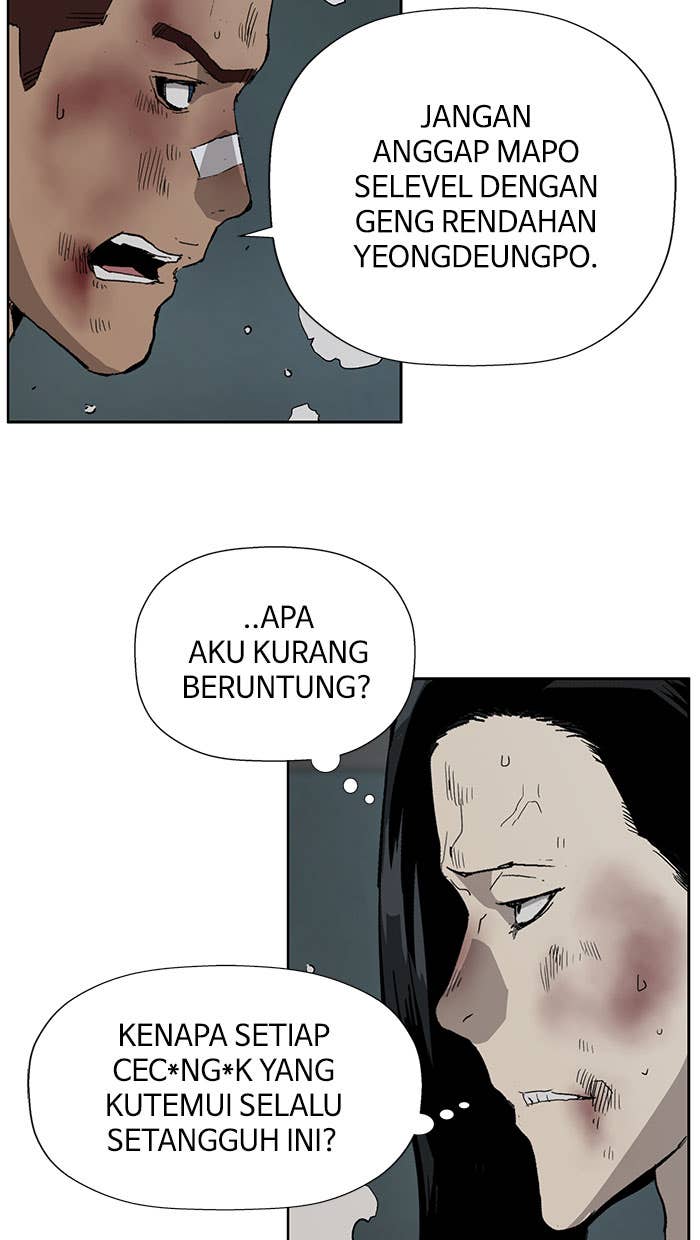 JANGAN
ANGGAP MAPO
SELEVEL DENGAN
GENG RENDAHAN
YEONGDEUNGPO.
..APA
AKU KURANG
BERUNTUNG?
KENAPA SETIAP
CEC*NG*K YANG
KUTEMUI SELALU
SETANGGUH INI?